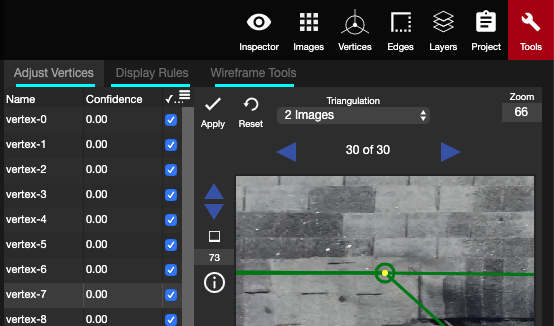 Inspector Images Vertices Edges Layers Project Tools
Adjust Vertices Display Rules Wireframe Tools
Name Confidence ✓...
vertex-0 0.00
vertex-1 0.00
vertex-2 0.00
vertex-3 0.00
vertex-4 0.00
vertex-5 0.00
vertex-6 0.00
vertex-7 0.00
vertex-8 0.00
Apply Reset
Triangulation
2 Images
Zoom
66
30 of 30
73